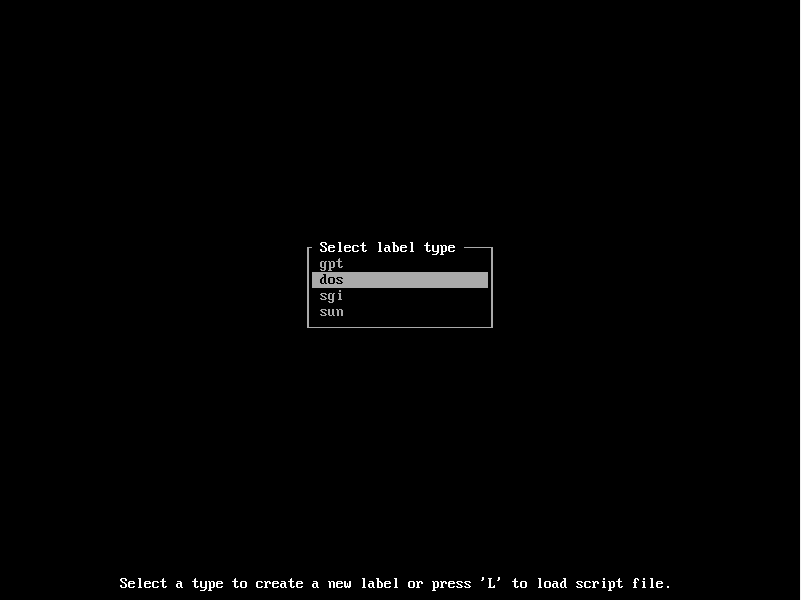 Select label type
gpt
dos
sgi
sun
Select a type to create a new label or press 'L' to load script file.